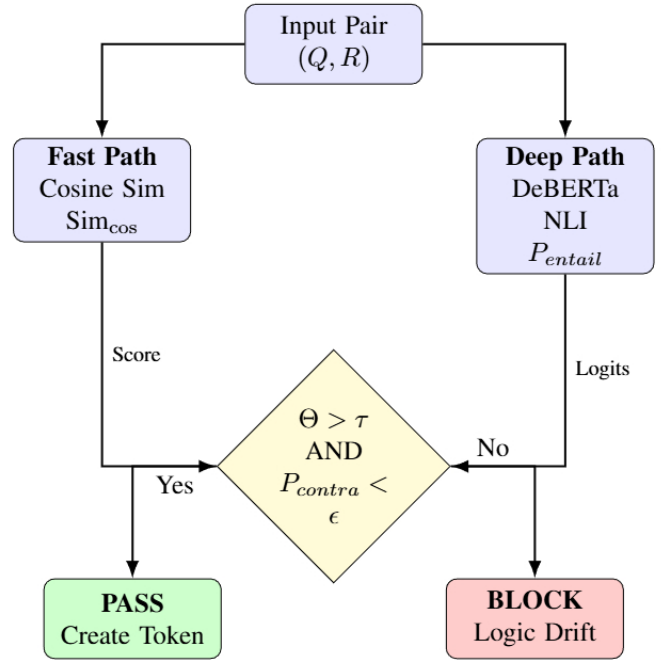 Input Pair
(Q, R)
Fast Path
Cosine Sim
Sim_cos
Deep Path
DeBERTa
NLI
P_entail
Score
Logits
Θ > τ
AND
P_contra <
ϵ
Yes
No
PASS
Create Token
BLOCK
Logic Drift